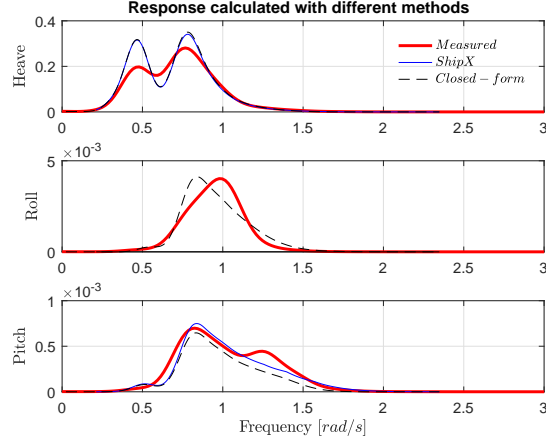 Response calculated with different methods
Heave
0.4
0.2
0
Measured
ShipX
Closed-form
0 0.5 1 1.5 2 2.5 3
×10⁻³
Roll
5
0
0 0.5 1 1.5 2 2.5 3
×10⁻³
Pitch
1
0.5
0
0 0.5 1 1.5 2 2.5 3
Frequency [rad/s]